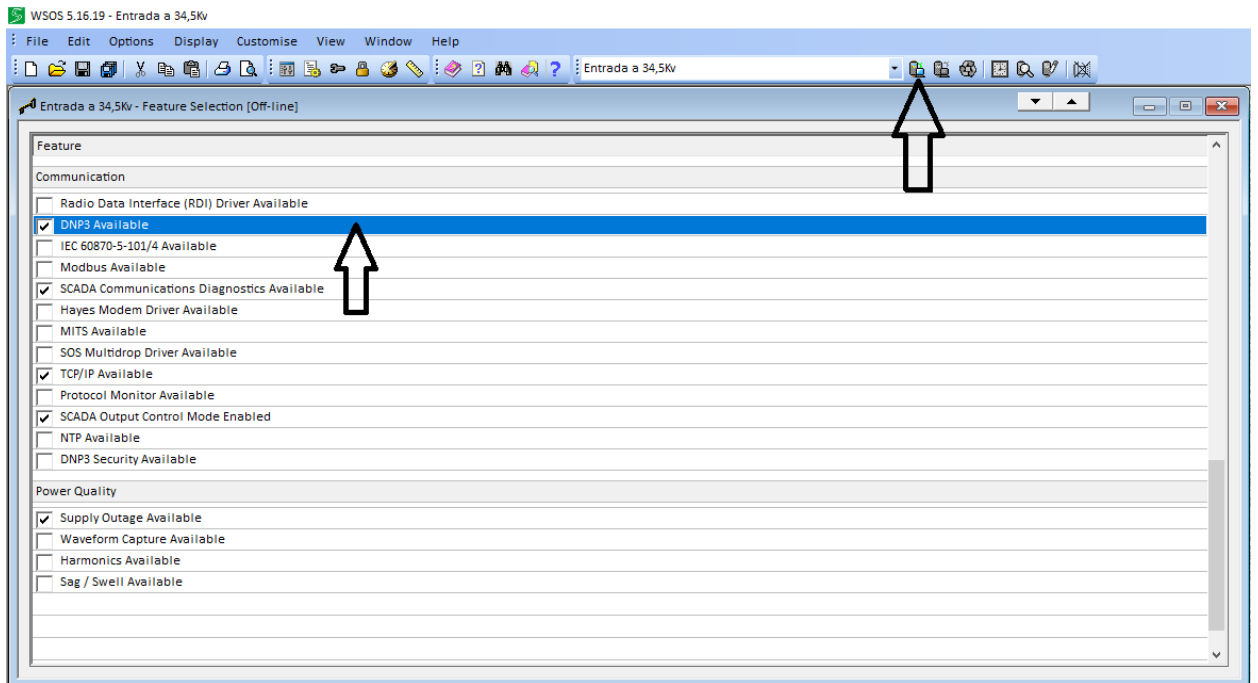 WSOS 5.16.19 - Entrada a 34,5Kv
File Edit Options Display Customise View Window Help
Entrada a 34,5Kv
Entrada a 34,5Kv - Feature Selection [Off-line]
Feature
Communication
Radio Data Interface (RDI) Driver Available
DNP3 Available
IEC 60870-5-101/4 Available
Modbus Available
SCADA Communications Diagnostics Available
Hayes Modem Driver Available
MITS Available
SOS Multidrop Driver Available
TCP/IP Available
Protocol Monitor Available
SCADA Output Control Mode Enabled
NTP Available
DNP3 Security Available
Power Quality
Supply Outage Available
Waveform Capture Available
Harmonics Available
Sag / Swell Available